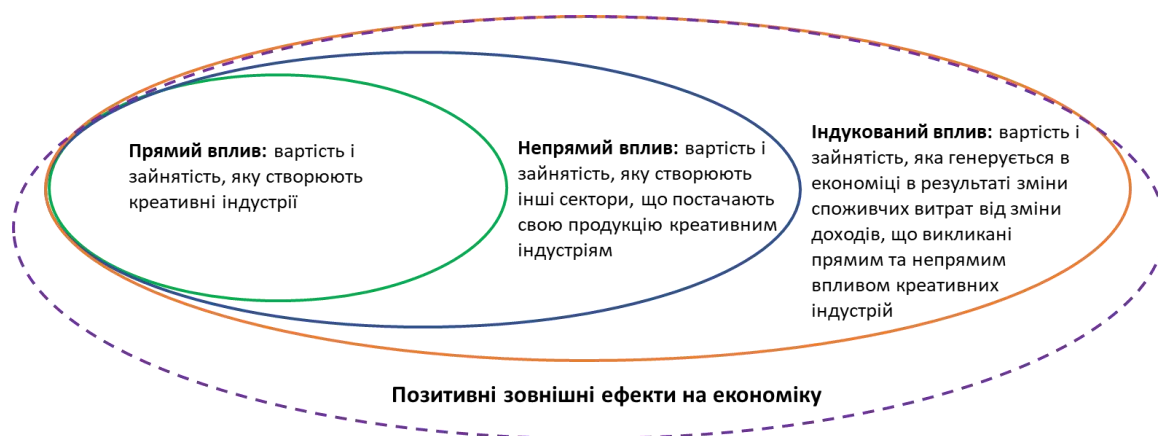 Прямий вплив: вартість і
зайнятість, яку створюють
креативні індустрії
Непрямий вплив: вартість і
зайнятість, яку створюють
інші сектори, що постачають
свою продукцію креативним
індустріям
Індукований вплив: вартість і
зайнятість, яка генерується в
економіці в результаті зміни
споживчих витрат від зміни
доходів, що викликані
прямим та непрямим
впливом креативних
індустрій
Позитивні зовнішні ефекти на економіку